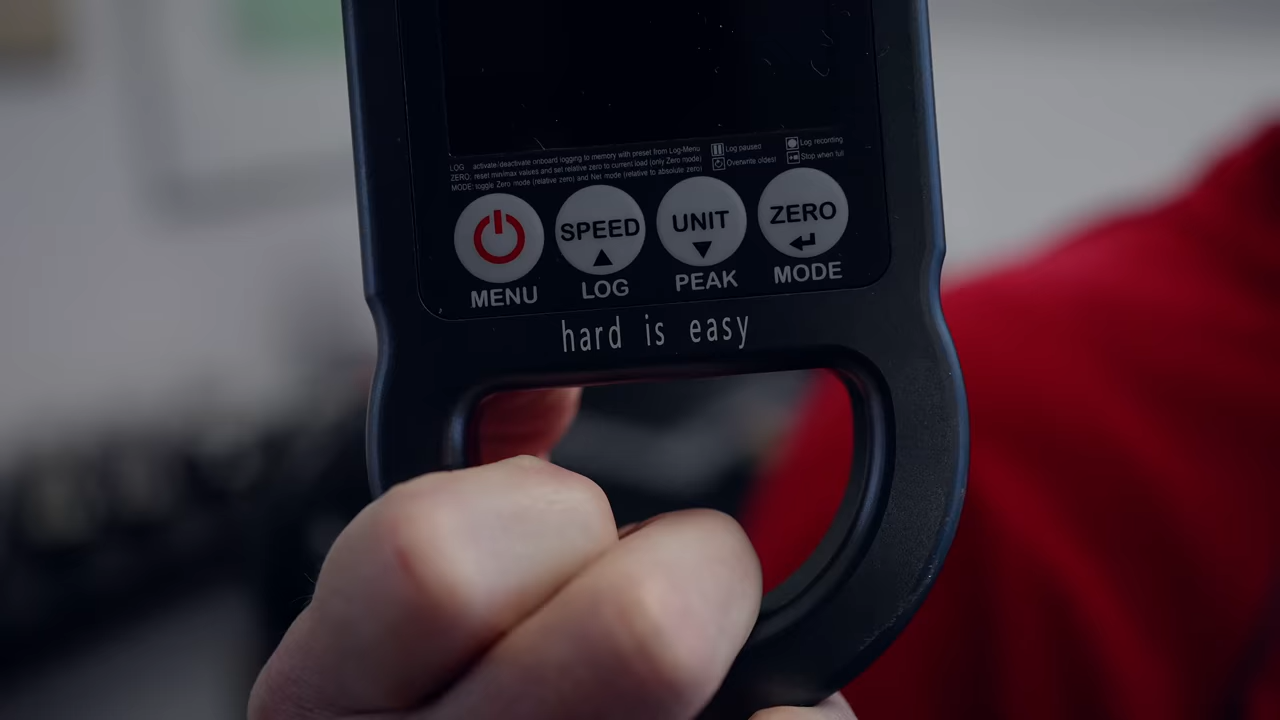 LOG activate/deactivate onboard logging to memory with preset from Log-Menu
ZERO: reset min/max values and set relative zero to current load (only Zero mode)
MODE: toggle Zero mode (relative zero) and Net mode (relative to absolute zero)
Log paused
Log recording
Overwrite oldest
Stop when full
SPEED
UNIT
ZERO
MENU
LOG
PEAK
MODE
hard is easy